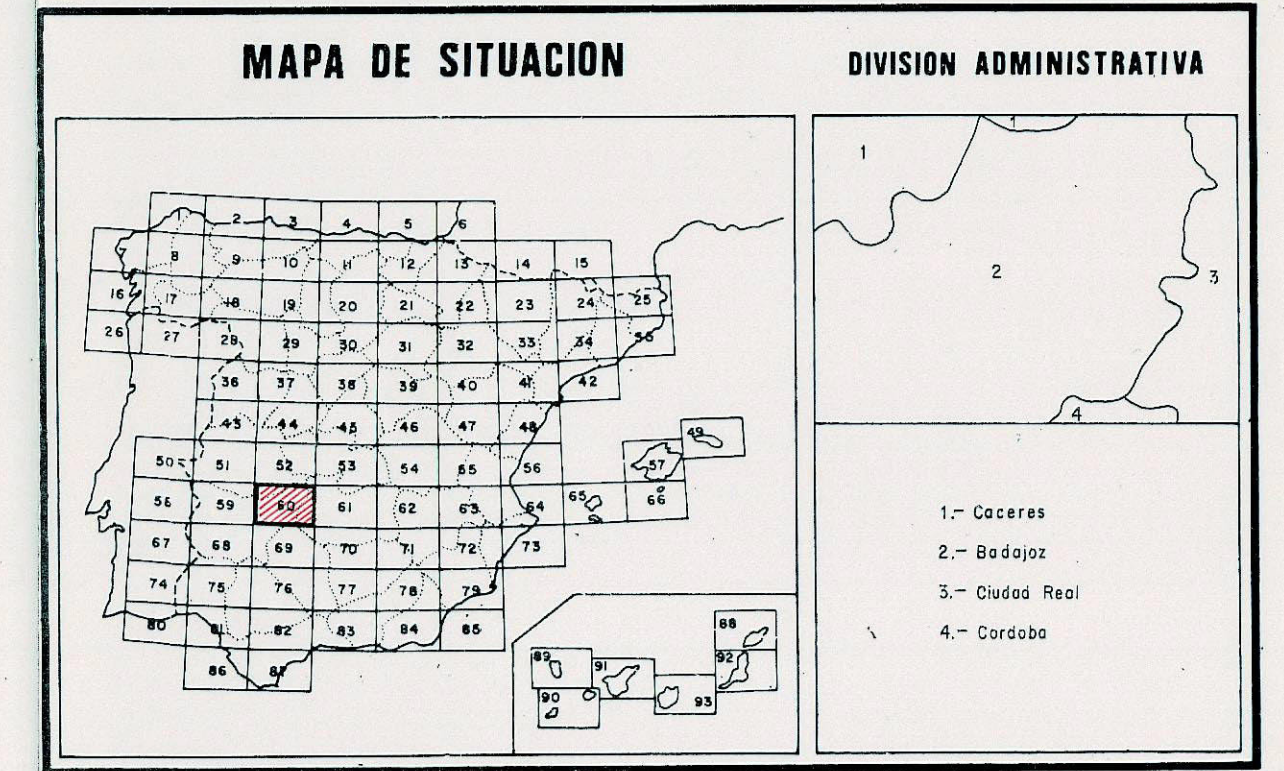 MAPA DE SITUACION
1 2 3 4 5 6
7 8 9 10 11 12 13 14 15
16 17 18 19 20 21 22 23 24 25
26 27 28 29 30 31 32 33 34 35
36 37 38 39 40 41 42
43 44 45 46 47 48 49
50 51 52 53 54 55 56 57
58 59 60 61 62 63 64 65 66
67 68 69 70 71 72 73
74 75 76 77 78 79
80 81 82 83 84 85
86 87
88
89 91 92
90 93
DIVISION ADMINISTRATIVA
1
1
2
3
4
1.- Caceres
2.- Badajoz
3.- Ciudad Real
4.- Cordoba